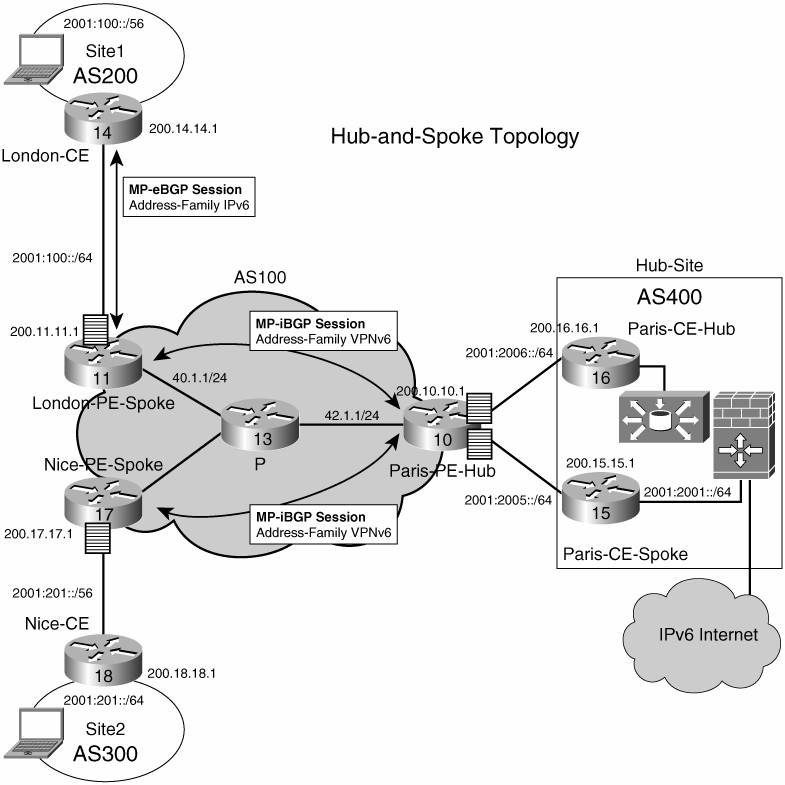 2001:100::/56
Site1
AS200
14
200.14.14.1
London-CE
Hub-and-Spoke Topology
MP-eBGP Session
Address-Family IPv6
2001:100::/64
AS100
Hub-Site
AS400
200.11.11.1
MP-iBGP Session
Address-Family VPNv6
200.16.16.1
Paris-CE-Hub
2001:2006::/64
11
40.1.1/24
16
London-PE-Spoke
200.10.10.1
42.1.1/24
13
10
P
Paris-PE-Hub
Nice-PE-Spoke
200.15.15.1
2001:2005::/64
2001:2001::/64
17
15
200.17.17.1
MP-iBGP Session
Address-Family VPNv6
Paris-CE-Spoke
2001:201::/56
Nice-CE
IPv6 Internet
18
200.18.18.1
2001:201::/64
Site2
AS300